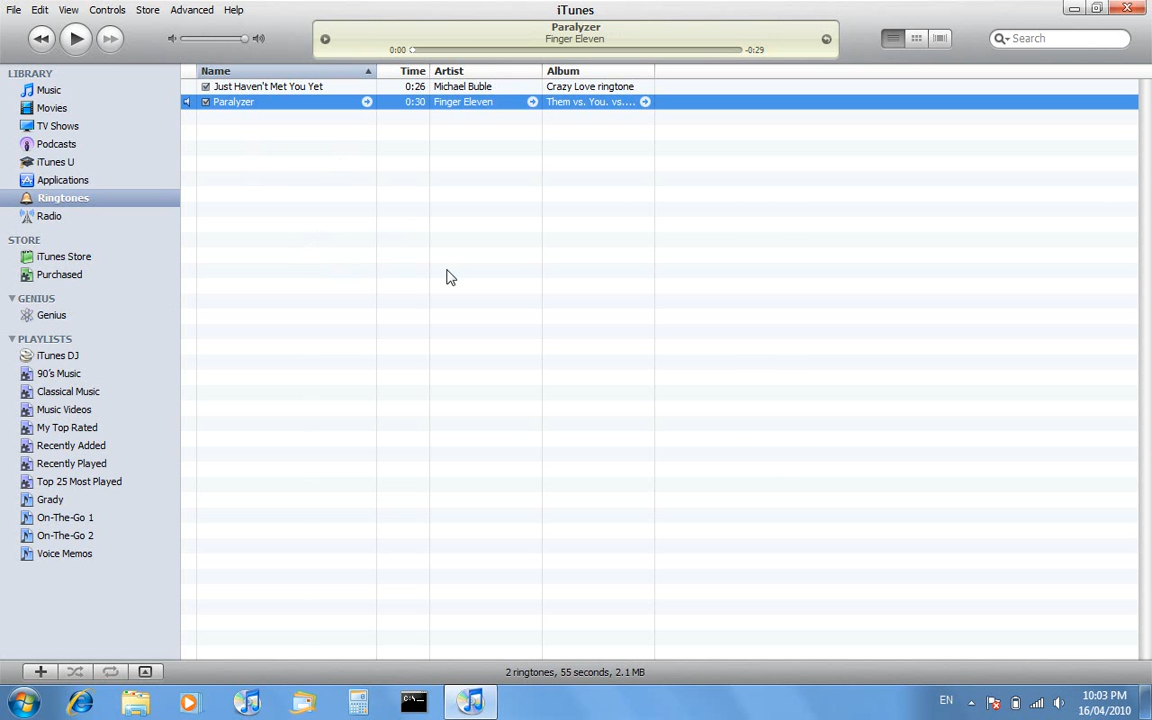 File Edit View Controls Store Advanced Help
iTunes
Paralyzer
Finger Eleven
0:00 -0:29
Search
LIBRARY
Music
Movies
TV Shows
Podcasts
iTunes U
Applications
Ringtones
Radio
STORE
iTunes Store
Purchased
GENIUS
Genius
PLAYLISTS
iTunes DJ
90's Music
Classical Music
Music Videos
My Top Rated
Recently Added
Recently Played
Top 25 Most Played
Grady
On-The-Go 1
On-The-Go 2
Voice Memos
Name Time Artist Album
Just Haven't Met You Yet 0:26 Michael Buble Crazy Love ringtone
Paralyzer 0:30 Finger Eleven Them vs. You. vs....
2 ringtones, 55 seconds, 2.1 MB
EN
10:03 PM
16/04/2010